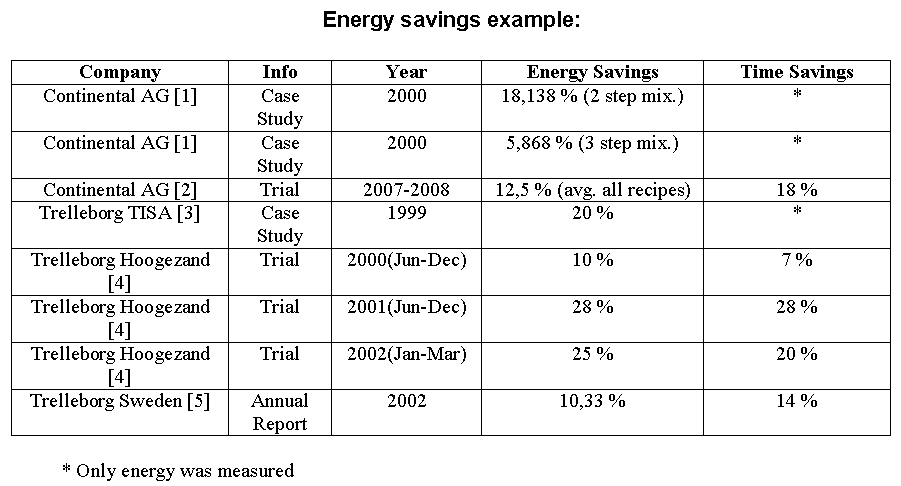 Energy savings example:
Company Info Year Energy Savings Time Savings
Continental AG [1] Case Study 2000 18,138 % (2 step mix.) *
Continental AG [1] Case Study 2000 5,868 % (3 step mix.) *
Continental AG [2] Trial 2007-2008 12,5 % (avg. all recipes) 18 %
Trelleborg TISA [3] Case Study 1999 20 % *
Trelleborg Hoogezand [4] Trial 2000(Jun-Dec) 10 % 7 %
Trelleborg Hoogezand [4] Trial 2001(Jun-Dec) 28 % 28 %
Trelleborg Hoogezand [4] Trial 2002(Jan-Mar) 25 % 20 %
Trelleborg Sweden [5] Annual Report 2002 10,33 % 14 %
* Only energy was measured